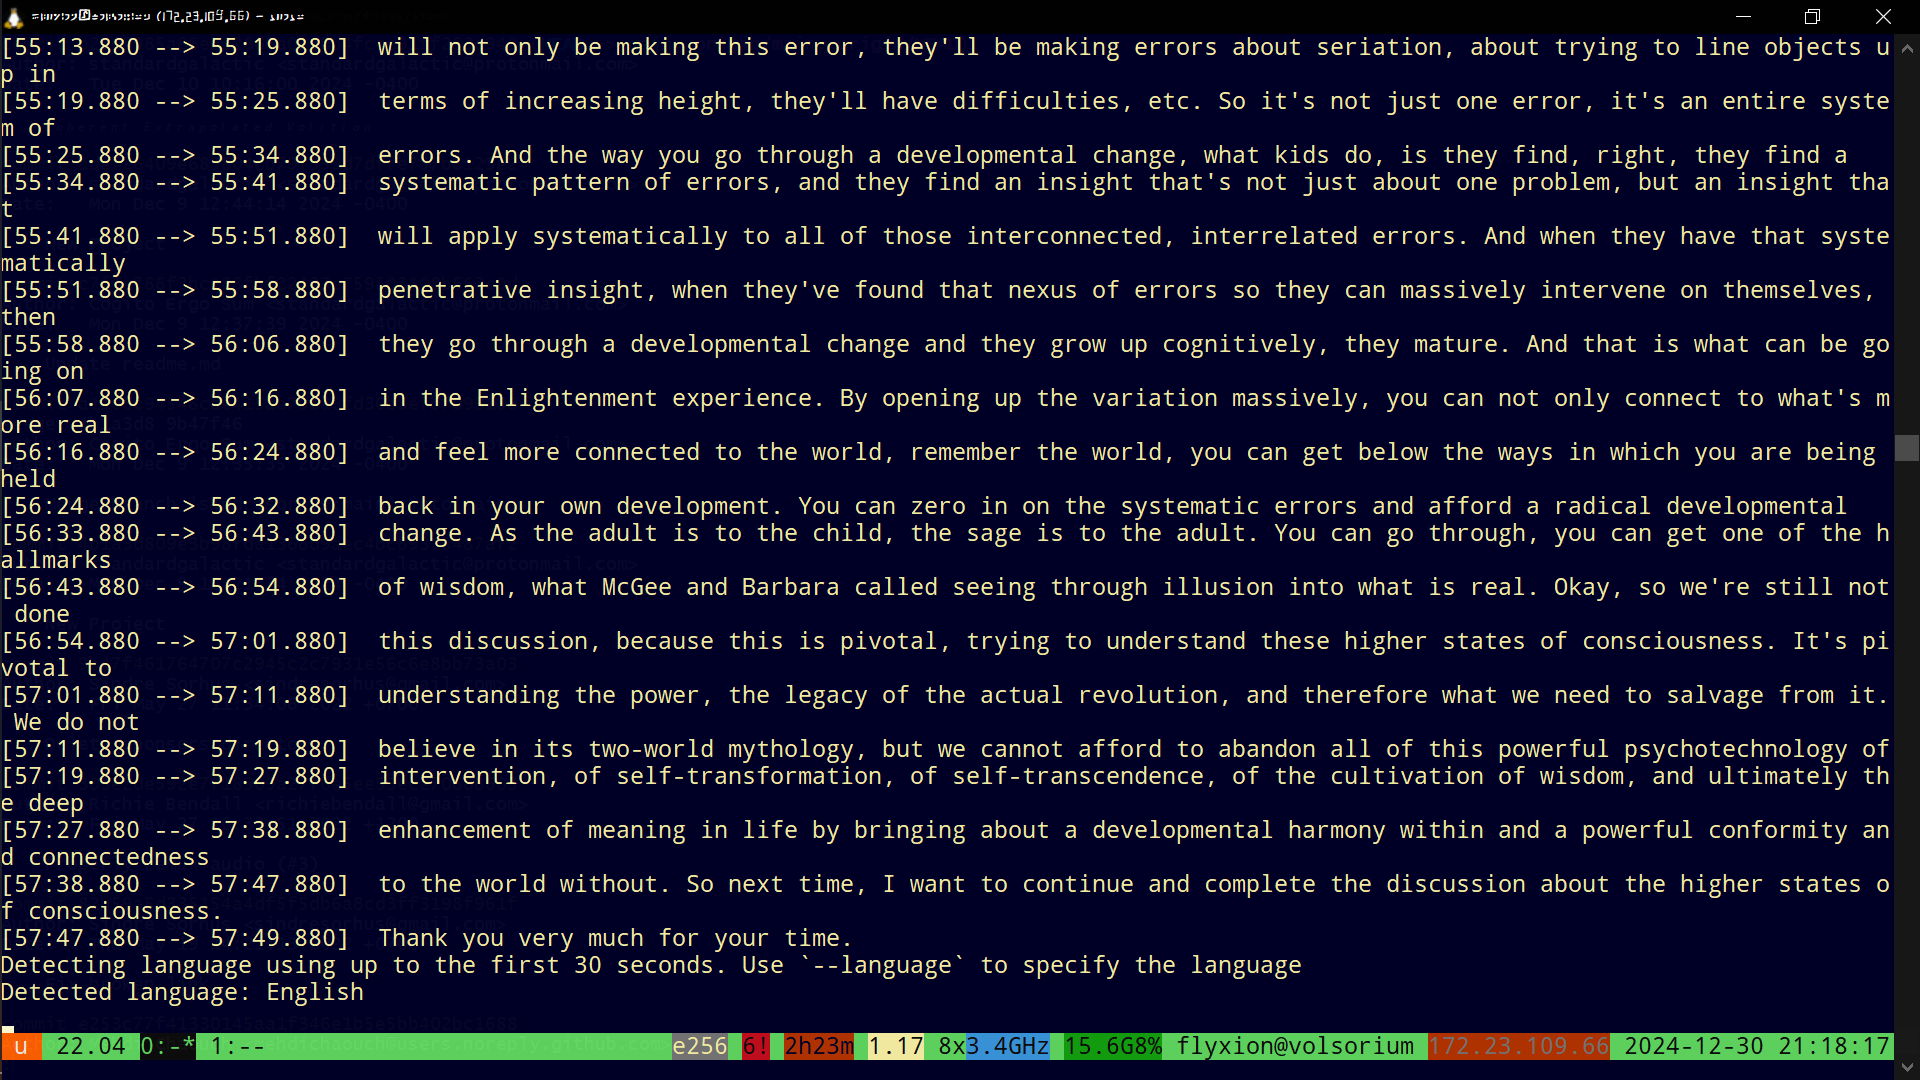 [55:13.880 --> 55:19.880]  will not only be making this error, they'll be making errors about seriation, about trying to line objects u
p in
[55:19.880 --> 55:25.880]  terms of increasing height, they'll have difficulties, etc. So it's not just one error, it's an entire syste
m of
[55:25.880 --> 55:34.880]  errors. And the way you go through a developmental change, what kids do, is they find, right, they find a
[55:34.880 --> 55:41.880]  systematic pattern of errors, and they find an insight that's not just about one problem, but an insight tha
t
[55:41.880 --> 55:51.880]  will apply systematically to all of those interconnected, interrelated errors. And when they have that syste
matically
[55:51.880 --> 55:58.880]  penetrative insight, when they've found that nexus of errors so they can massively intervene on themselves,
then
[55:58.880 --> 56:06.880]  they go through a developmental change and they grow up cognitively, they mature. And that is what can be go
ing on
[56:07.880 --> 56:16.880]  in the Enlightenment experience. By opening up the variation massively, you can not only connect to what's m
ore real
[56:16.880 --> 56:24.880]  and feel more connected to the world, remember the world, you can get below the ways in which you are being
held
[56:24.880 --> 56:32.880]  back in your own development. You can zero in on the systematic errors and afford a radical developmental
[56:33.880 --> 56:43.880]  change. As the adult is to the child, the sage is to the adult. You can go through, you can get one of the h
allmarks
[56:43.880 --> 56:54.880]  of wisdom, what McGee and Barbara called seeing through illusion into what is real. Okay, so we're still not
 done
[56:54.880 --> 57:01.880]  this discussion, because this is pivotal, trying to understand these higher states of consciousness. It's pi
votal to
[57:01.880 --> 57:11.880]  understanding the power, the legacy of the actual revolution, and therefore what we need to salvage from it.
 We do not
[57:11.880 --> 57:19.880]  believe in its two-world mythology, but we cannot afford to abandon all of this powerful psychotechnology of
[57:19.880 --> 57:27.880]  intervention, of self-transformation, of self-transcendence, of the cultivation of wisdom, and ultimately th
e deep
[57:27.880 --> 57:38.880]  enhancement of meaning in life by bringing about a developmental harmony within and a powerful conformity an
d connectedness
[57:38.880 --> 57:47.880]  to the world without. So next time, I want to continue and complete the discussion about the higher states o
f consciousness.
[57:47.880 --> 57:49.880]  Thank you very much for your time.
Detecting language using up to the first 30 seconds. Use `--language` to specify the language
Detected language: English
u 22.04 0:-* 1:-- e256 6! 2h23m 1.17 8x3.4GHz 15.6G8% flyxion@volsorium 172.23.109.66 2024-12-30 21:18:17